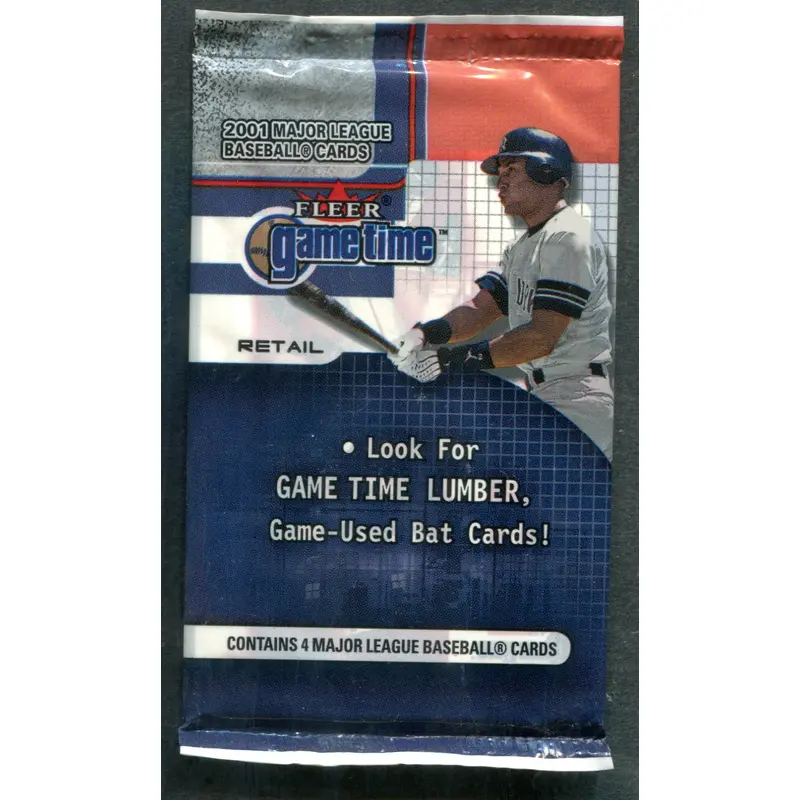 2001 MAJOR LEAGUE
BASEBALL® CARDS
FLEER®
game time™
RETAIL
• Look For
GAME TIME LUMBER,
Game-Used Bat Cards!
CONTAINS 4 MAJOR LEAGUE BASEBALL® CARDS